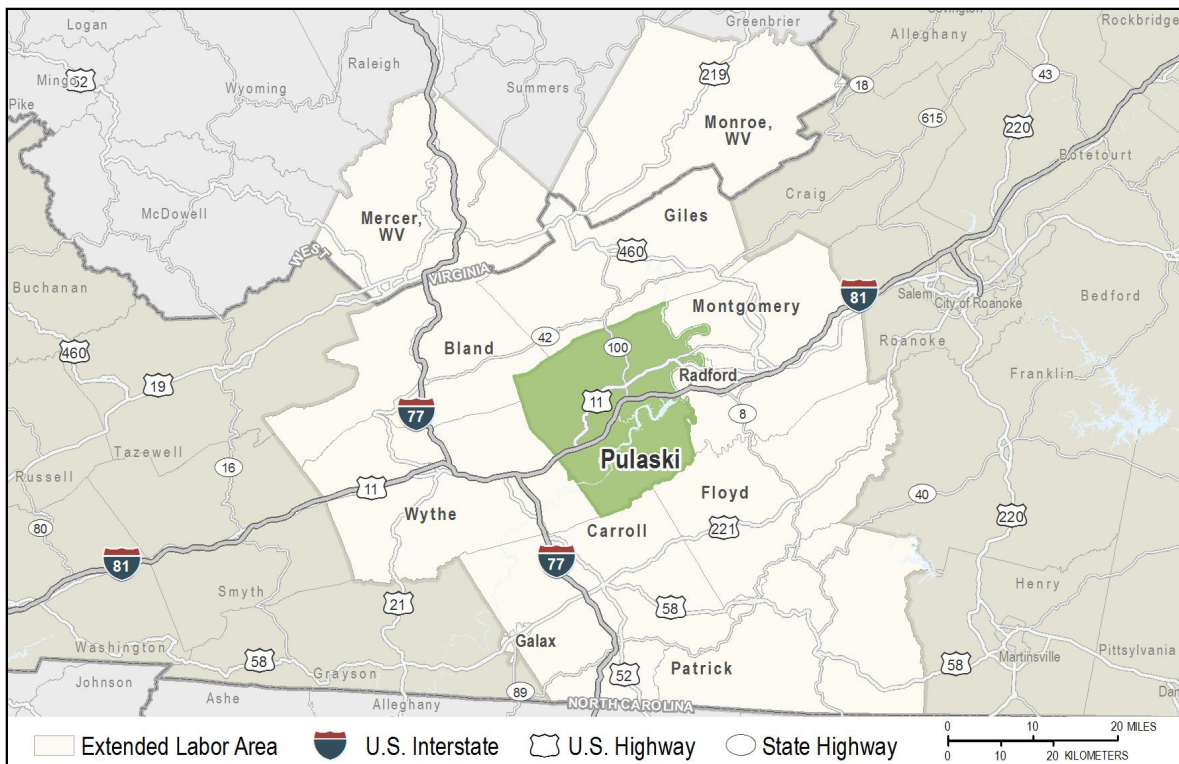 Logan
Mingo
52
Pike
Wyoming
Raleigh
Summers
Greenbrier
219
Monroe,
WV
Alleghany
18
43
Rockbridge
615
220
Botetourt
Craig
McDowell
Mercer,
WV
WEST
VIRGINIA
Giles
460
Buchanan
460
19
Bland
42
100
Montgomery
81
Salem
City of Roanoke
Roanoke
Bedford
Franklin
Radford
11
8
77
Tazewell
Russell
16
80
11
Wythe
Pulaski
Floyd
Carroll
221
40
220
81
77
Smyth
21
58
Henry
Washington
58
Grayson
Galax
Patrick
52
58
Martinsville
Pittsylvania
Johnson
Ashe
Alleghany
89
NORTH CAROLINA
Extended Labor Area
U.S. Interstate
U.S. Highway
State Highway
0 10 20 MILES
0 10 20 KILOMETERS